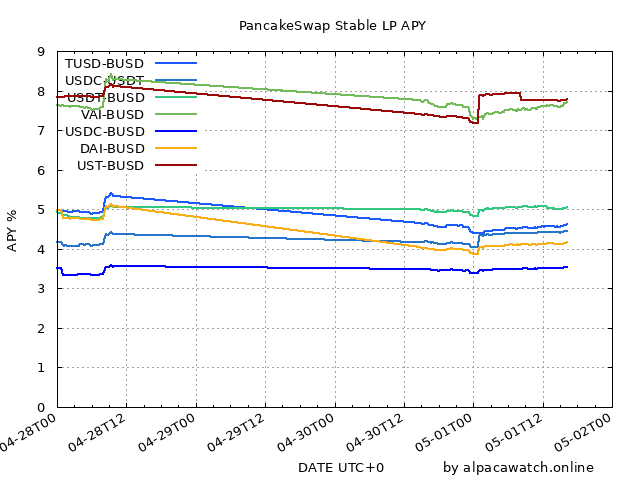 PancakeSwap Stable LP APY
9
8
7
6
5
4
3
2
1
0
APY %
TUSD-BUSD
USDC-USDT
USDT-BUSD
VAI-BUSD
USDC-BUSD
DAI-BUSD
UST-BUSD
04-28T00
04-28T12
04-29T00
04-29T12
04-30T00
04-30T12
05-01T00
05-01T12
05-02T00
DATE UTC+0
by alpacawatch.online